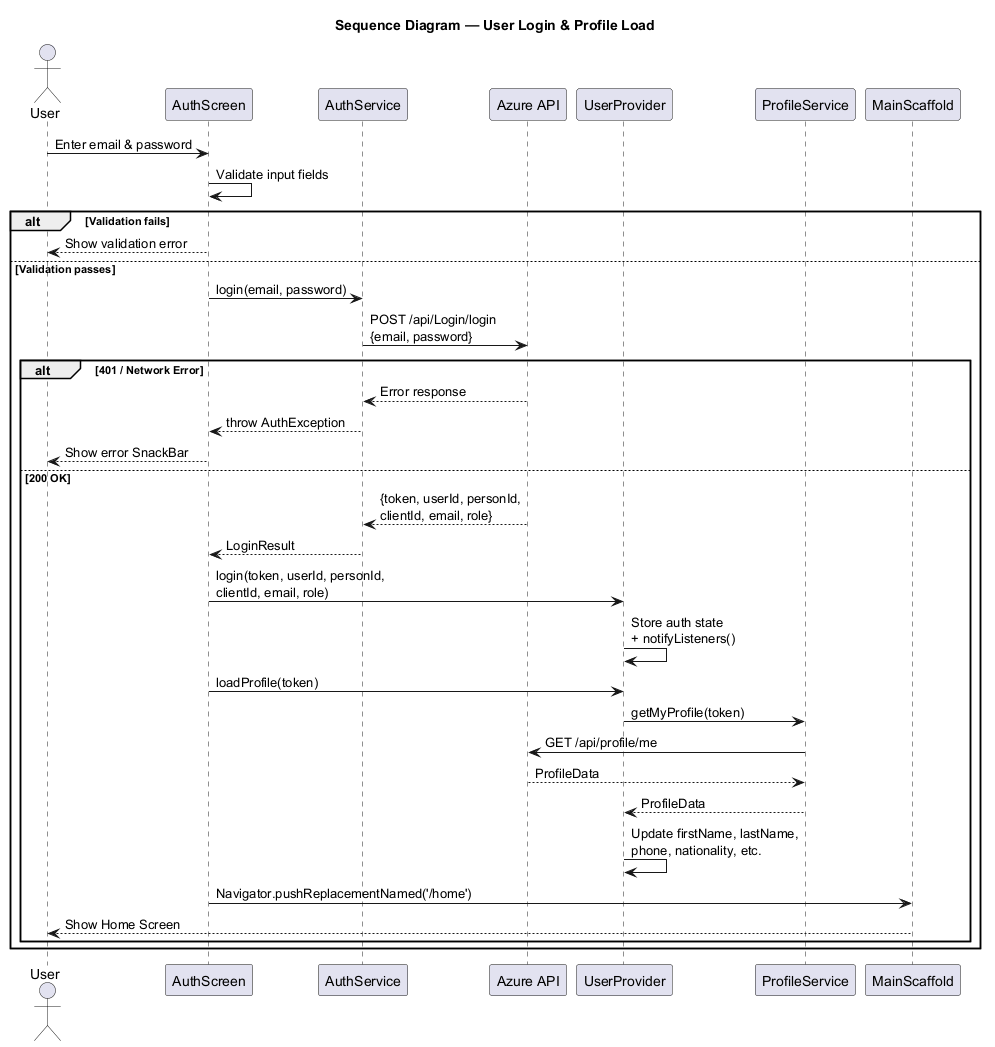 Sequence Diagram — User Login & Profile Load
User
AuthScreen
AuthService
Azure API
UserProvider
ProfileService
MainScaffold
Enter email & password
Validate input fields
alt
[Validation fails]
Show validation error
[Validation passes]
login(email, password)
POST /api/Login/login
{email, password}
alt
[401 / Network Error]
Error response
throw AuthException
Show error SnackBar
[200 OK]
{token, userId, personId,
clientId, email, role}
LoginResult
login(token, userId, personId,
clientId, email, role)
Store auth state
+ notifyListeners()
loadProfile(token)
getMyProfile(token)
GET /api/profile/me
ProfileData
ProfileData
Update firstName, lastName,
phone, nationality, etc.
Navigator.pushReplacementNamed('/home')
Show Home Screen
User
AuthScreen
AuthService
Azure API
UserProvider
ProfileService
MainScaffold